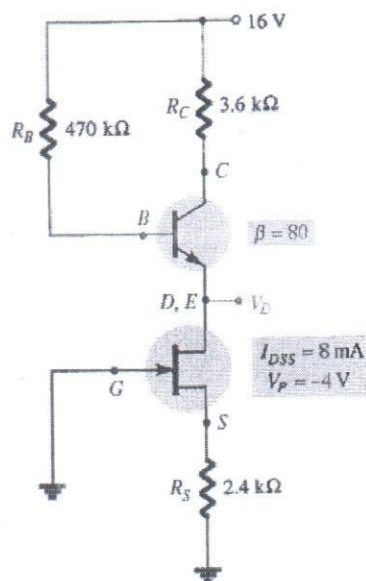 16 V
R_C 3.6 kΩ
R_B 470 kΩ
C
B
β = 80
D, E V_D
I_DSS = 8 mA
V_P = −4 V
G
S
R_S 2.4 kΩ